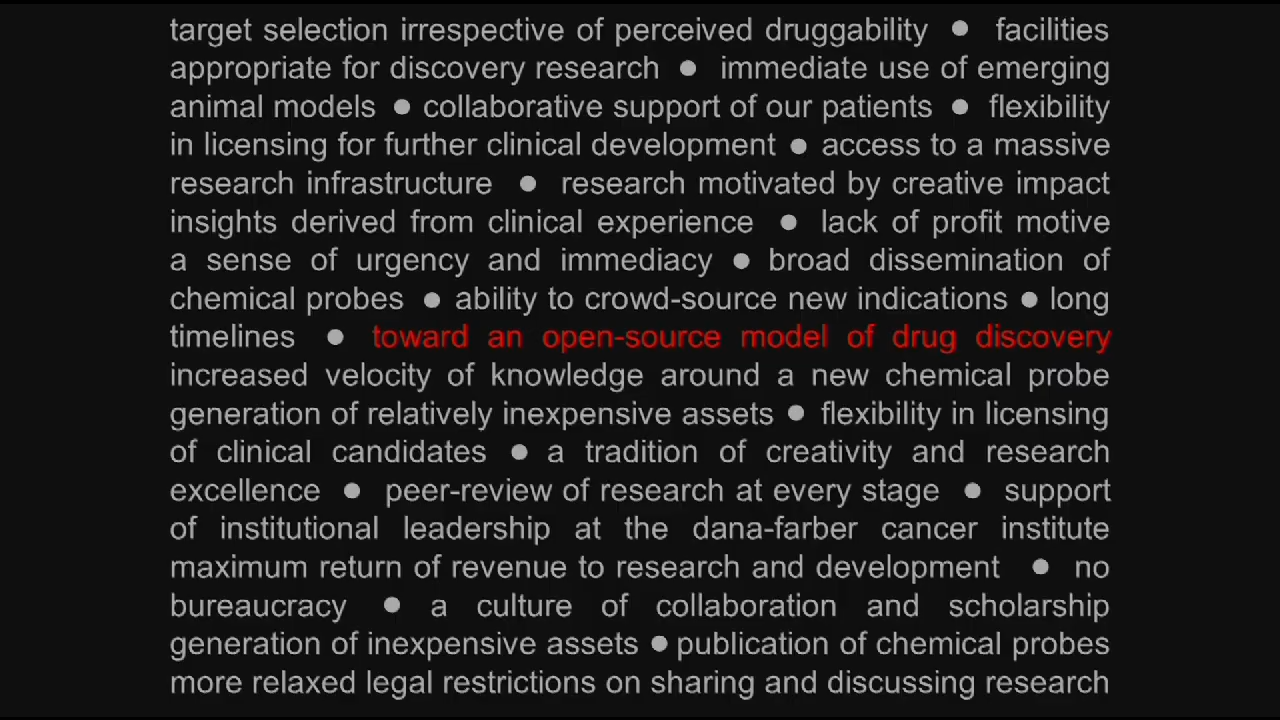 target selection irrespective of perceived druggability ● facilities
appropriate for discovery research ● immediate use of emerging
animal models ● collaborative support of our patients ● flexibility
in licensing for further clinical development ● access to a massive
research infrastructure ● research motivated by creative impact
insights derived from clinical experience ● lack of profit motive
a sense of urgency and immediacy ● broad dissemination of
chemical probes ● ability to crowd-source new indications ● long
timelines ● toward an open-source model of drug discovery
increased velocity of knowledge around a new chemical probe
generation of relatively inexpensive assets ● flexibility in licensing
of clinical candidates ● a tradition of creativity and research
excellence ● peer-review of research at every stage ● support
of institutional leadership at the dana-farber cancer institute
maximum return of revenue to research and development ● no
bureaucracy ● a culture of collaboration and scholarship
generation of inexpensive assets ● publication of chemical probes
more relaxed legal restrictions on sharing and discussing research